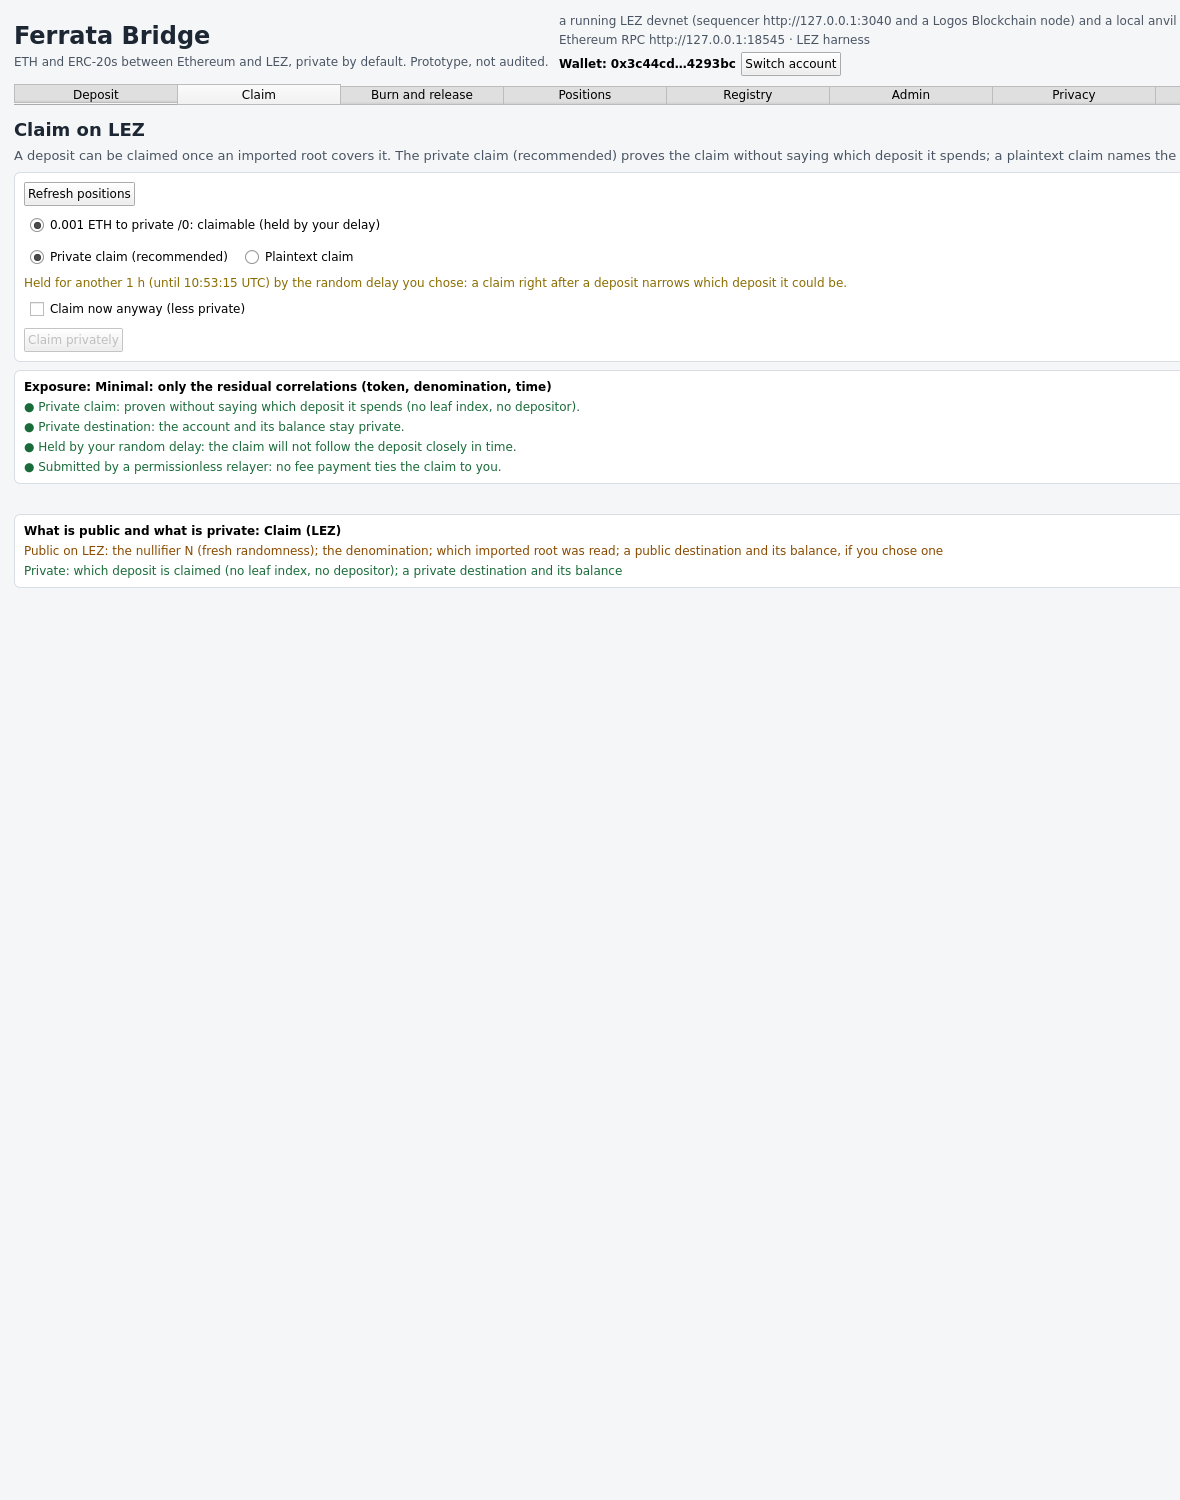 Ferrata Bridge
ETH and ERC-20s between Ethereum and LEZ, private by default. Prototype, not audited.
a running LEZ devnet (sequencer http://127.0.0.1:3040 and a Logos Blockchain node) and a local anvil
Ethereum RPC http://127.0.0.1:18545 · LEZ harness
Wallet: 0x3c44cd…4293bc Switch account
Deposit Claim Burn and release Positions Registry Admin Privacy
Claim on LEZ
A deposit can be claimed once an imported root covers it. The private claim (recommended) proves the claim without saying which deposit it spends; a plaintext claim names the
Refresh positions
0.001 ETH to private /0: claimable (held by your delay)
Private claim (recommended) Plaintext claim
Held for another 1 h (until 10:53:15 UTC) by the random delay you chose: a claim right after a deposit narrows which deposit it could be.
Claim now anyway (less private)
Claim privately
Exposure: Minimal: only the residual correlations (token, denomination, time)
● Private claim: proven without saying which deposit it spends (no leaf index, no depositor).
● Private destination: the account and its balance stay private.
● Held by your random delay: the claim will not follow the deposit closely in time.
● Submitted by a permissionless relayer: no fee payment ties the claim to you.
What is public and what is private: Claim (LEZ)
Public on LEZ: the nullifier N (fresh randomness); the denomination; which imported root was read; a public destination and its balance, if you chose one
Private: which deposit is claimed (no leaf index, no depositor); a private destination and its balance